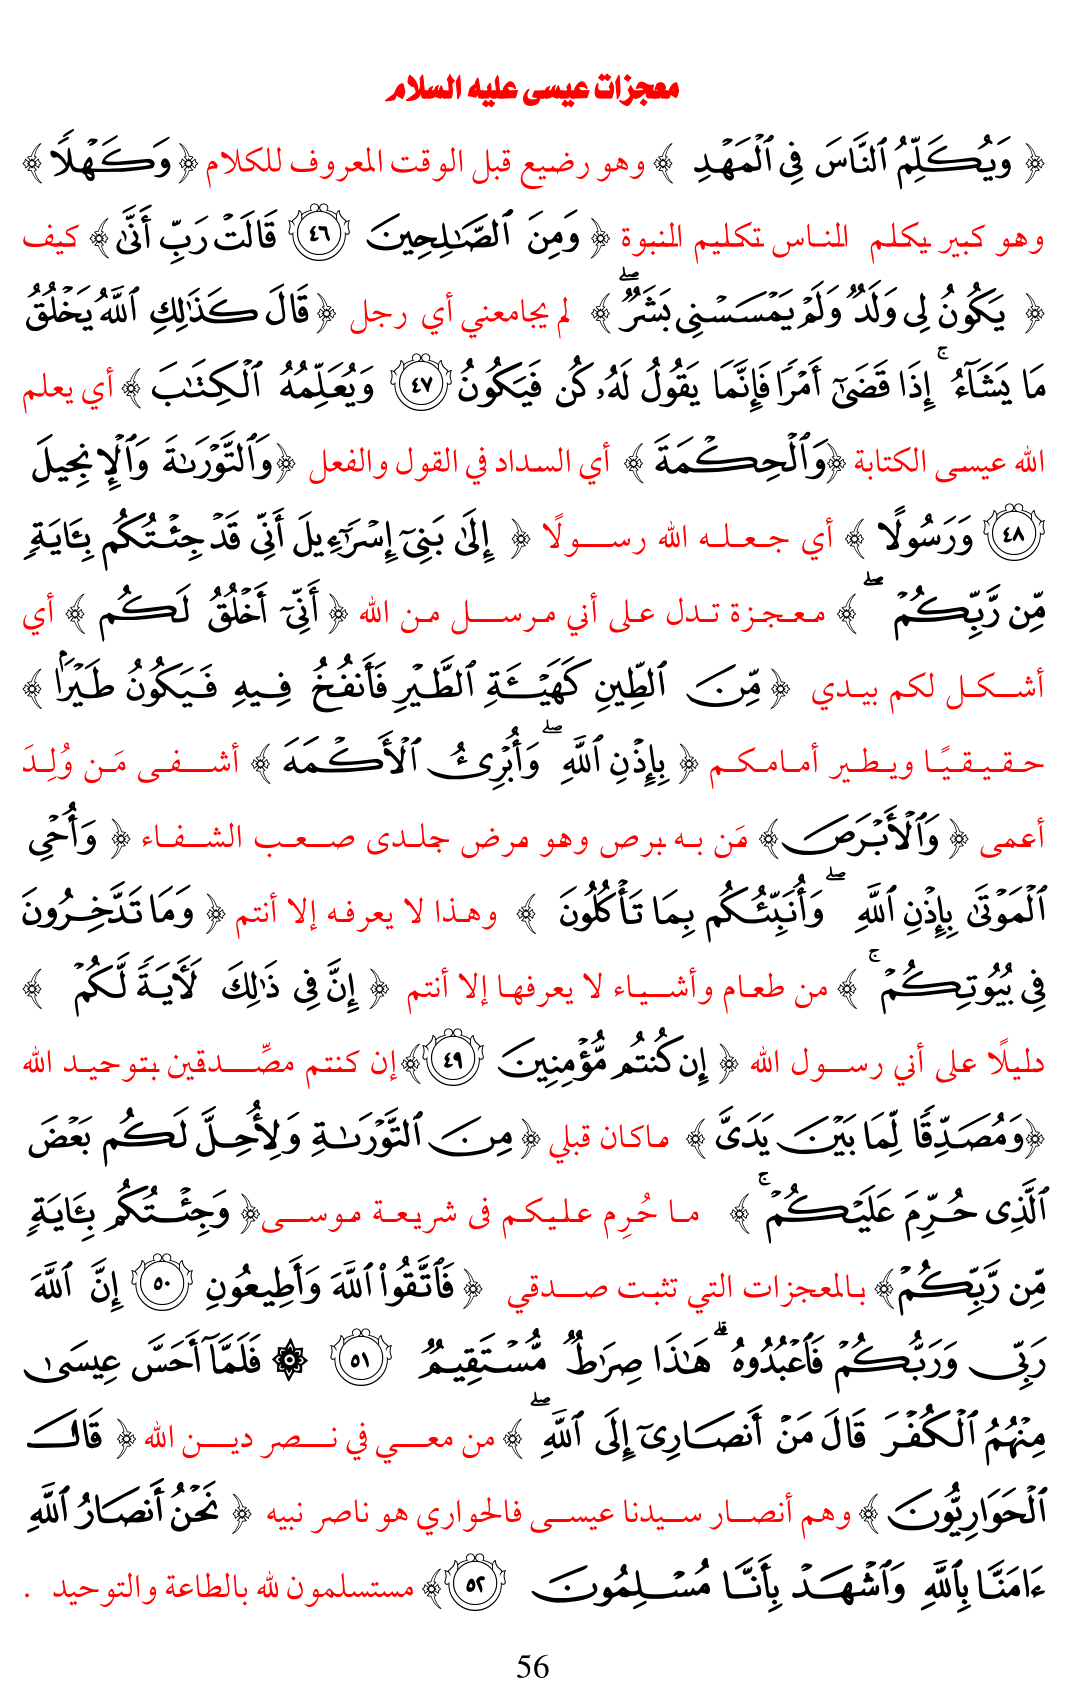 معجزات عيسى عليه السلام
﴿ وَيُكَلِّمُ ٱلنَّاسَ فِى ٱلْمَهْدِ ﴾ وهو رضيع قبل الوقت المعروف للكلام ﴿ وَكَهْلًا ﴾
وهو كبير يكلم الناس تكليم النبوة ﴿ وَمِنَ ٱلصَّٰلِحِينَ ٤٦ قَالَتْ رَبِّ أَنَّىٰ ﴾ كيف
﴿ يَكُونُ لِى وَلَدٌ وَلَمْ يَمْسَسْنِى بَشَرٌ ۖ ﴾ لم يجامعني أي رجل ﴿ قَالَ كَذَٰلِكِ ٱللَّهُ يَخْلُقُ
مَا يَشَآءُ ۚ إِذَا قَضَىٰٓ أَمْرًا فَإِنَّمَا يَقُولُ لَهُۥ كُن فَيَكُونُ ٤٧ وَيُعَلِّمُهُ ٱلْكِتَٰبَ ﴾ أي يعلم
الله عيسى الكتابة ﴿وَٱلْحِكْمَةَ ﴾ أي السداد في القول والفعل ﴿وَٱلتَّوْرَىٰةَ وَٱلْإِنجِيلَ
٤٨ وَرَسُولًا ﴾ أي جعله الله رسولًا ﴿ إِلَىٰ بَنِىٓ إِسْرَٰٓءِيلَ أَنِّى قَدْ جِئْتُكُم بِـَٔايَةٍ
مِّن رَّبِّكُمْ ۖ ﴾ معجزة تدل على أني مرسل من الله ﴿ أَنِّىٓ أَخْلُقُ لَكُم ﴾ أي
أشكل لكم بيدي ﴿ مِّنَ ٱلطِّينِ كَهَيْـَٔةِ ٱلطَّيْرِ فَأَنفُخُ فِيهِ فَيَكُونُ طَيْرًا ﴾
حقيقيًا ويطير أمامكم ﴿ بِإِذْنِ ٱللَّهِ ۖ وَأُبْرِئُ ٱلْأَكْمَهَ ﴾ أشفى مَن وُلِدَ
أعمى ﴿ وَٱلْأَبْرَصَ ﴾ مَن به برص وهو مرض جلدى صعب الشفاء ﴿ وَأُحْىِ
ٱلْمَوْتَىٰ بِإِذْنِ ٱللَّهِ ۖ وَأُنَبِّئُكُم بِمَا تَأْكُلُونَ ﴾ وهذا لا يعرفه إلا أنتم ﴿ وَمَا تَدَّخِرُونَ
فِى بُيُوتِكُمْ ۚ ﴾ من طعام وأشياء لا يعرفها إلا أنتم ﴿ إِنَّ فِى ذَٰلِكَ لَـَٔايَةً لَّكُمْ ﴾
دليلًا على أني رسول الله ﴿ إِن كُنتُم مُّؤْمِنِينَ ٤٩ ﴾إن كنتم مصِّدقين بتوحيد الله
﴿وَمُصَدِّقًا لِّمَا بَيْنَ يَدَىَّ ﴾ ماكان قبلي ﴿ مِنَ ٱلتَّوْرَىٰةِ وَلِأُحِلَّ لَكُم بَعْضَ
ٱلَّذِى حُرِّمَ عَلَيْكُمْ ۚ ﴾ ما حُرِم عليكم فى شريعة موسى﴿ وَجِئْتُكُم بِـَٔايَةٍ
مِّن رَّبِّكُمْ﴾ بالمعجزات التي تثبت صدقي ﴿ فَٱتَّقُوا۟ ٱللَّهَ وَأَطِيعُونِ ٥٠ إِنَّ ٱللَّهَ
رَبِّى وَرَبُّكُمْ فَٱعْبُدُوهُ ۗ هَٰذَا صِرَٰطٌ مُّسْتَقِيمٌ ٥١ ۞ فَلَمَّآ أَحَسَّ عِيسَىٰ
مِنْهُمُ ٱلْكُفْرَ قَالَ مَنْ أَنصَارِىٓ إِلَى ٱللَّهِ ۖ ﴾ من معي في نصر دين الله ﴿ قَالَ
ٱلْحَوَارِيُّونَ ﴾ وهم أنصار سيدنا عيسى فالحواري هو ناصر نبيه ﴿ نَحْنُ أَنصَارُ ٱللَّهِ
ءَامَنَّا بِٱللَّهِ وَٱشْهَدْ بِأَنَّا مُسْلِمُونَ ٥٢ ﴾ مستسلمون لله بالطاعة والتوحيد .
56